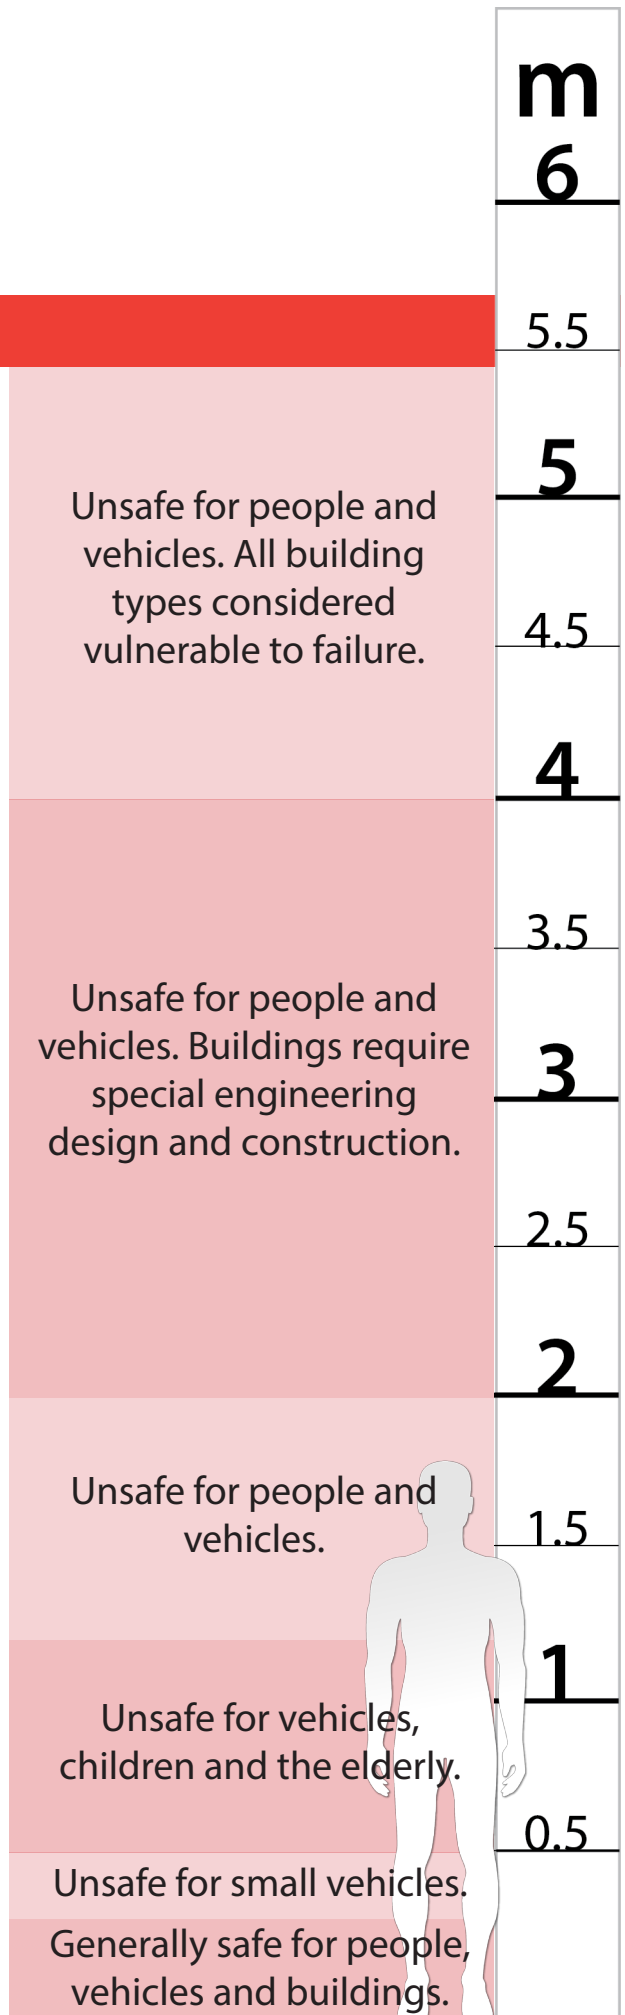 m
6
5.5
5
Unsafe for people and
vehicles. All building
types considered
vulnerable to failure.
4.5
4
3.5
Unsafe for people and
vehicles. Buildings require
special engineering
design and construction.
3
2.5
2
Unsafe for people and
vehicles.
1.5
1
Unsafe for vehicles,
children and the elderly.
0.5
Unsafe for small vehicles.
Generally safe for people,
vehicles and buildings.